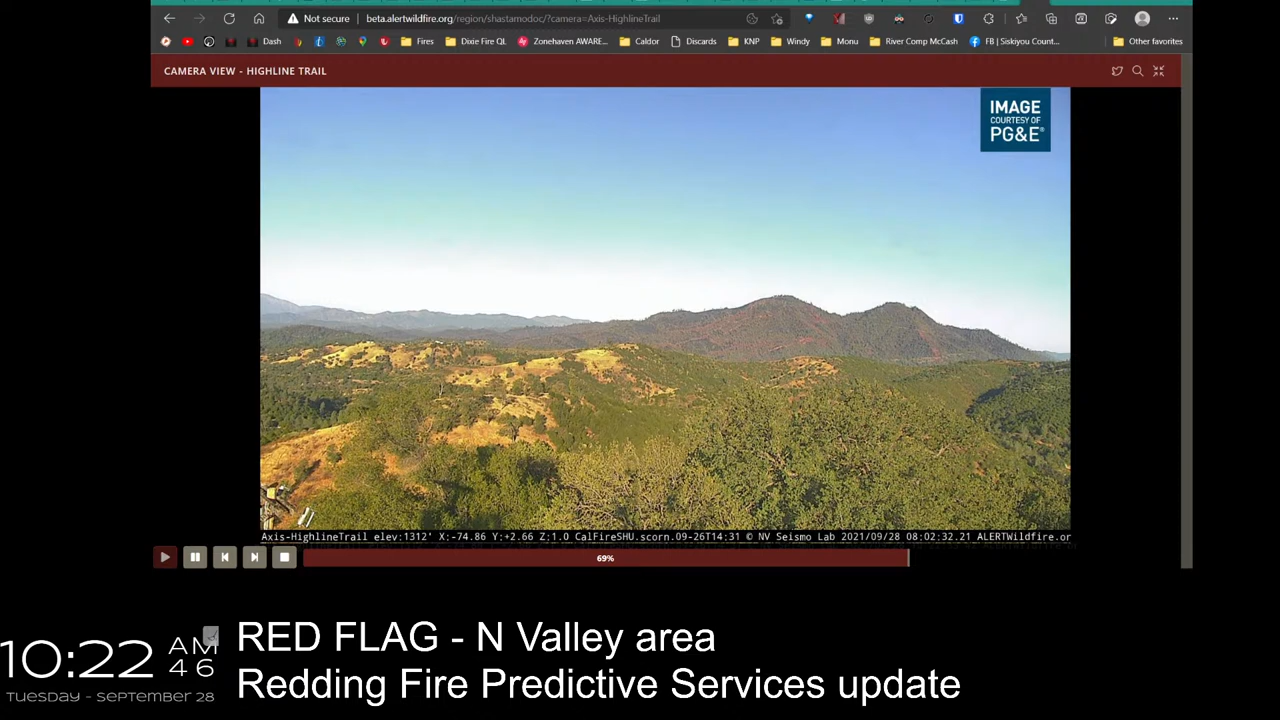 Not secure beta.alertwildfire.org/region/shastamodoc/?camera=Axis-HighlineTrail
Dash Fires Dixie Fire QL Zonehaven AWARE... Caldor Discards KNP Windy Monu River Comp McCash FB | Siskiyou Count... Other favorites
CAMERA VIEW - HIGHLINE TRAIL
IMAGE
COURTESY OF
PG&E®
Axis-HighlineTrail elev:1312' X:-74.86 Y:+2.66 Z:1.0 CalFireSHU.scorn.09-26T14:31 © NV Seismo Lab 2021/09/28 08:02:32.21 ALERTWildfire.or
69%
10:22 AM
46
TUESDAY - SEPTEMBER 28
RED FLAG - N Valley area
Redding Fire Predictive Services update